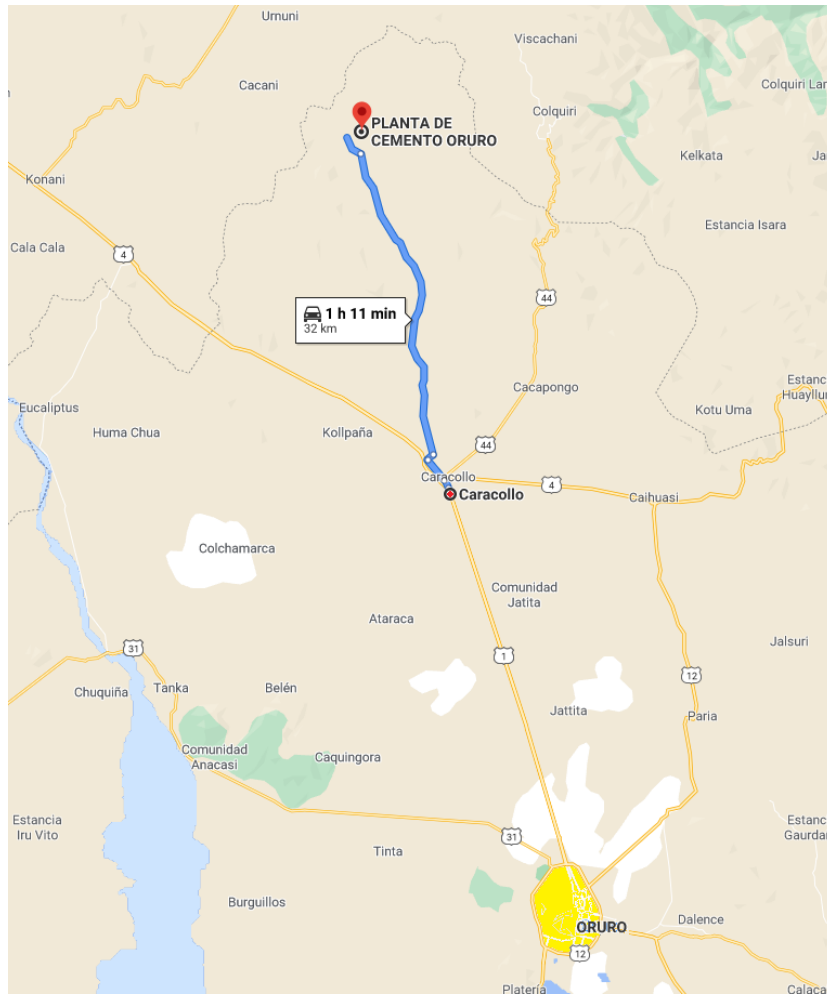 Umuni
Viscachani
Cacani
Colquiri Lar
Colquiri
PLANTA DE
CEMENTO ORURO
Kelkata
Ja
Konani
Estancia Isara
Cala Cala
4
44
1 h 11 min
32 km
Cacapongo
Estanc
Huayllur
Eucaliptus
Kotu Uma
Huma Chua
Kollpaña
44
Caracollo
4
Caracollo
Caihuasi
Colchamarca
Comunidad
Jatita
Ataraca
31
Jalsuri
1
12
Chuquiña
Tanka
Belén
Jattita
Paria
Comunidad
Anacasi
Caquingora
Estancia
Iru Vito
31
Estanc
Gaurdar
Tinta
Burguillos
Dalence
ORURO
12
Platería
Calaca